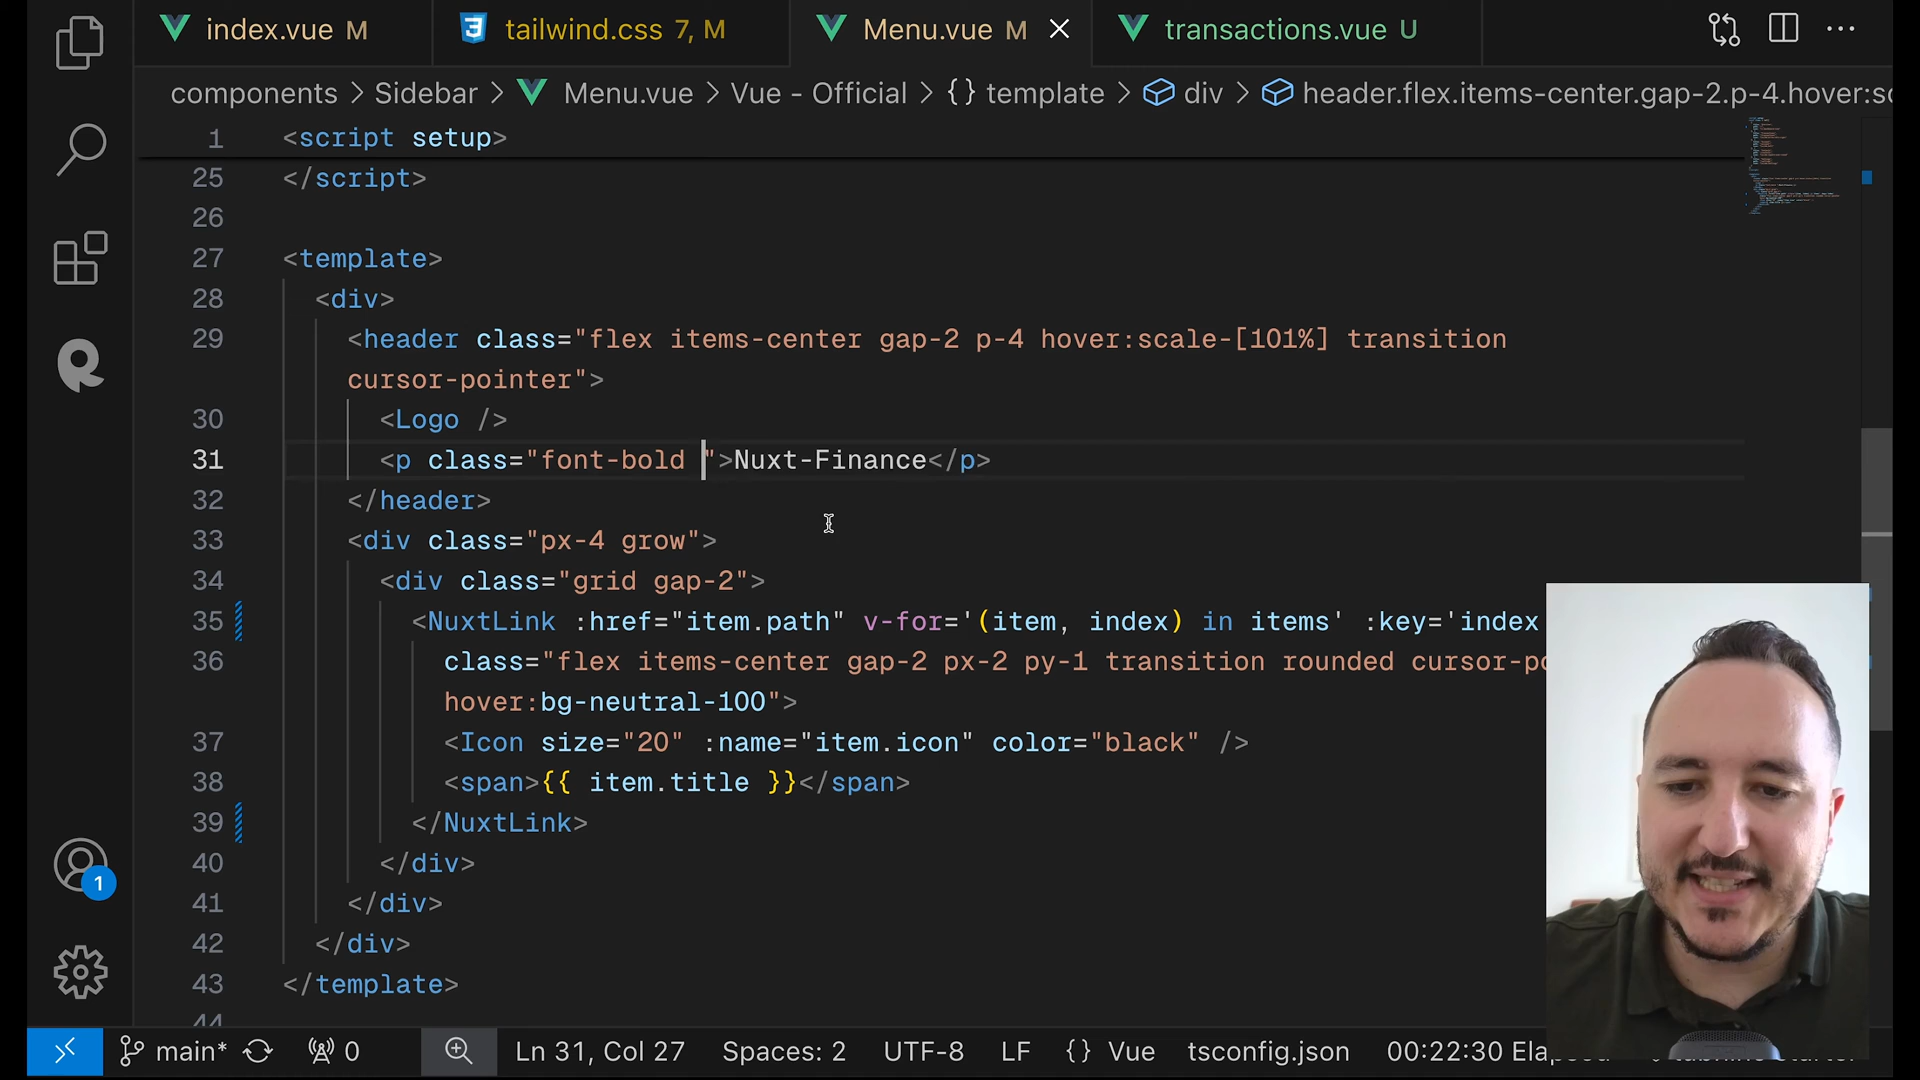 index.vue M tailwind.css 7, M Menu.vue M transactions.vue U
components > Sidebar > Menu.vue > Vue - Official > {} template > div > header.flex.items-center.gap-2.p-4.hover:sc
1 <script setup>
25 </script>
26
27 <template>
28 <div>
29 <header class="flex items-center gap-2 p-4 hover:scale-[101%] transition
cursor-pointer">
30 <Logo />
31 <p class="font-bold ">Nuxt-Finance</p>
32 </header>
33 <div class="px-4 grow">
34 <div class="grid gap-2">
35 <NuxtLink :href="item.path" v-for='(item, index) in items' :key='index
36 class="flex items-center gap-2 px-2 py-1 transition rounded cursor-po
hover:bg-neutral-100">
37 <Icon size="20" :name="item.icon" color="black" />
38 <span>{{ item.title }}</span>
39 </NuxtLink>
40 </div>
41 </div>
42 </div>
43 </template>
44
1
main* 0 Ln 31, Col 27 Spaces: 2 UTF-8 LF {} Vue tsconfig.json 00:22:30